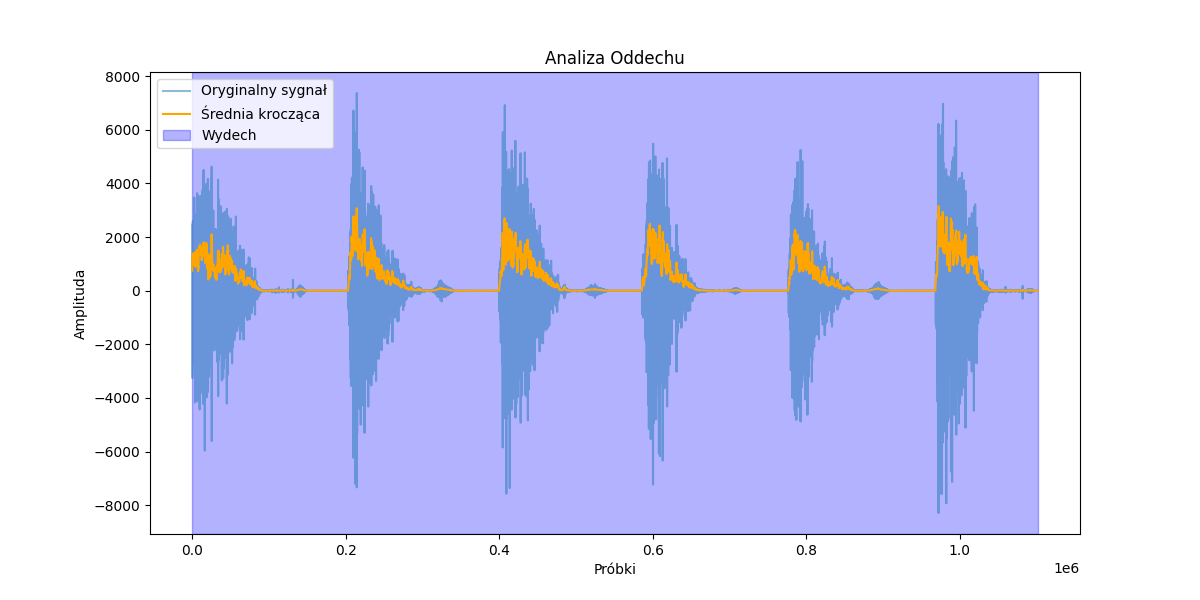 Analiza Oddechu
Oryginalny sygnał
Średnia krocząca
Wydech
Amplituda
8000
6000
4000
2000
0
−2000
−4000
−6000
−8000
0.0 0.2 0.4 0.6 0.8 1.0
1e6
Próbki